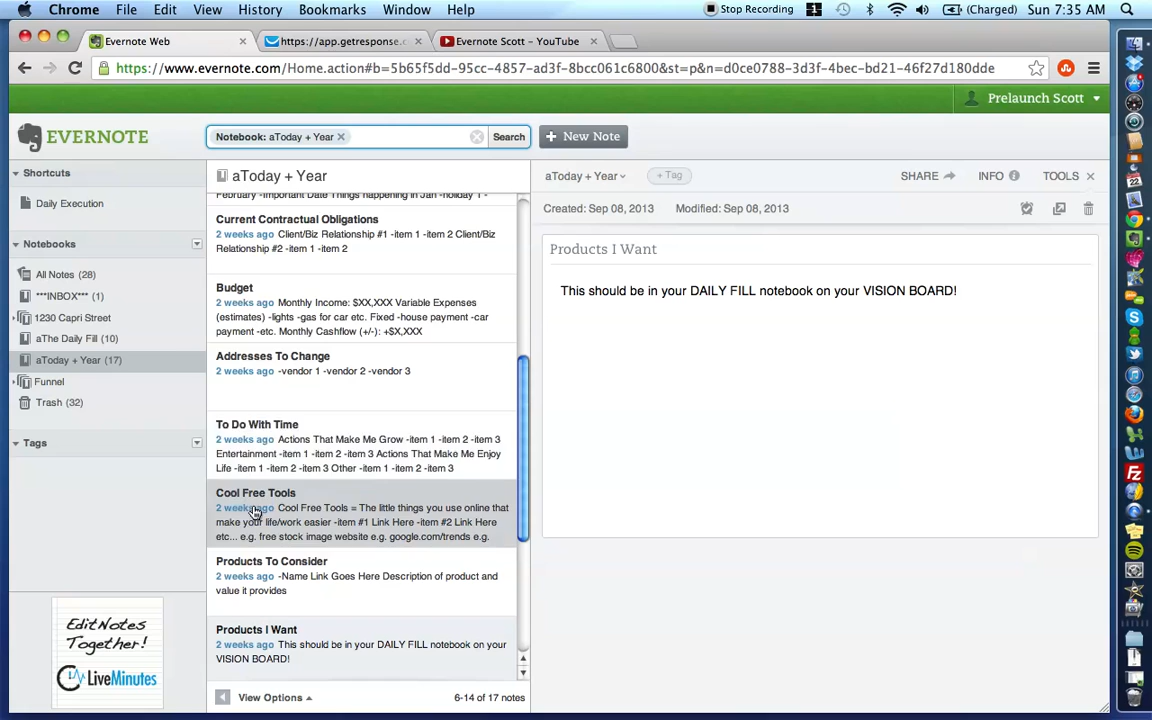 Chrome File Edit View History Bookmarks Window Help Stop Recording 1 (Charged) Sun 7:35 AM
Evernote Web × https://app.getresponse.c × Evernote Scott - YouTube ×
https://www.evernote.com/Home.action#b=5b65f5dd-95cc-4857-ad3f-8bcc061c6800&st=p&n=d0ce0788-3d3f-4bec-bd21-46f27d180dde
Prelaunch Scott
EVERNOTE
Notebook: aToday + Year × Search + New Note
Shortcuts
Daily Execution
Notebooks
All Notes (28)
***INBOX*** (1)
1230 Capri Street
aThe Daily Fill (10)
aToday + Year (17)
Funnel
Trash (32)
Tags
EditNotes
Together!
LiveMinutes
aToday + Year
February -Important Date Things happening in Jan -holiday 1 -
Current Contractual Obligations
2 weeks ago Client/Biz Relationship #1 -item 1 -item 2 Client/Biz
Relationship #2 -item 1 -item 2
Budget
2 weeks ago Monthly Income: $XX,XXX Variable Expenses
(estimates) -lights -gas for car etc. Fixed -house payment -car
payment -etc. Monthly Cashflow (+/-): +$X,XXX
Addresses To Change
2 weeks ago -vendor 1 -vendor 2 -vendor 3
To Do With Time
2 weeks ago Actions That Make Me Grow -item 1 -item 2 -item 3
Entertainment -item 1 -item 2 -item 3 Actions That Make Me Enjoy
Life -item 1 -item 2 -item 3 Other -item 1 -item 2 -item 3
Cool Free Tools
2 weeks ago Cool Free Tools = The little things you use online that
make your life/work easier -item #1 Link Here -item #2 Link Here
etc... e.g. free stock image website e.g. google.com/trends e.g.
Products To Consider
2 weeks ago -Name Link Goes Here Description of product and
value it provides
Products I Want
2 weeks ago This should be in your DAILY FILL notebook on your
VISION BOARD!
View Options 6-14 of 17 notes
aToday + Year + Tag SHARE INFO TOOLS ×
Created: Sep 08, 2013 Modified: Sep 08, 2013
Products I Want
This should be in your DAILY FILL notebook on your VISION BOARD!